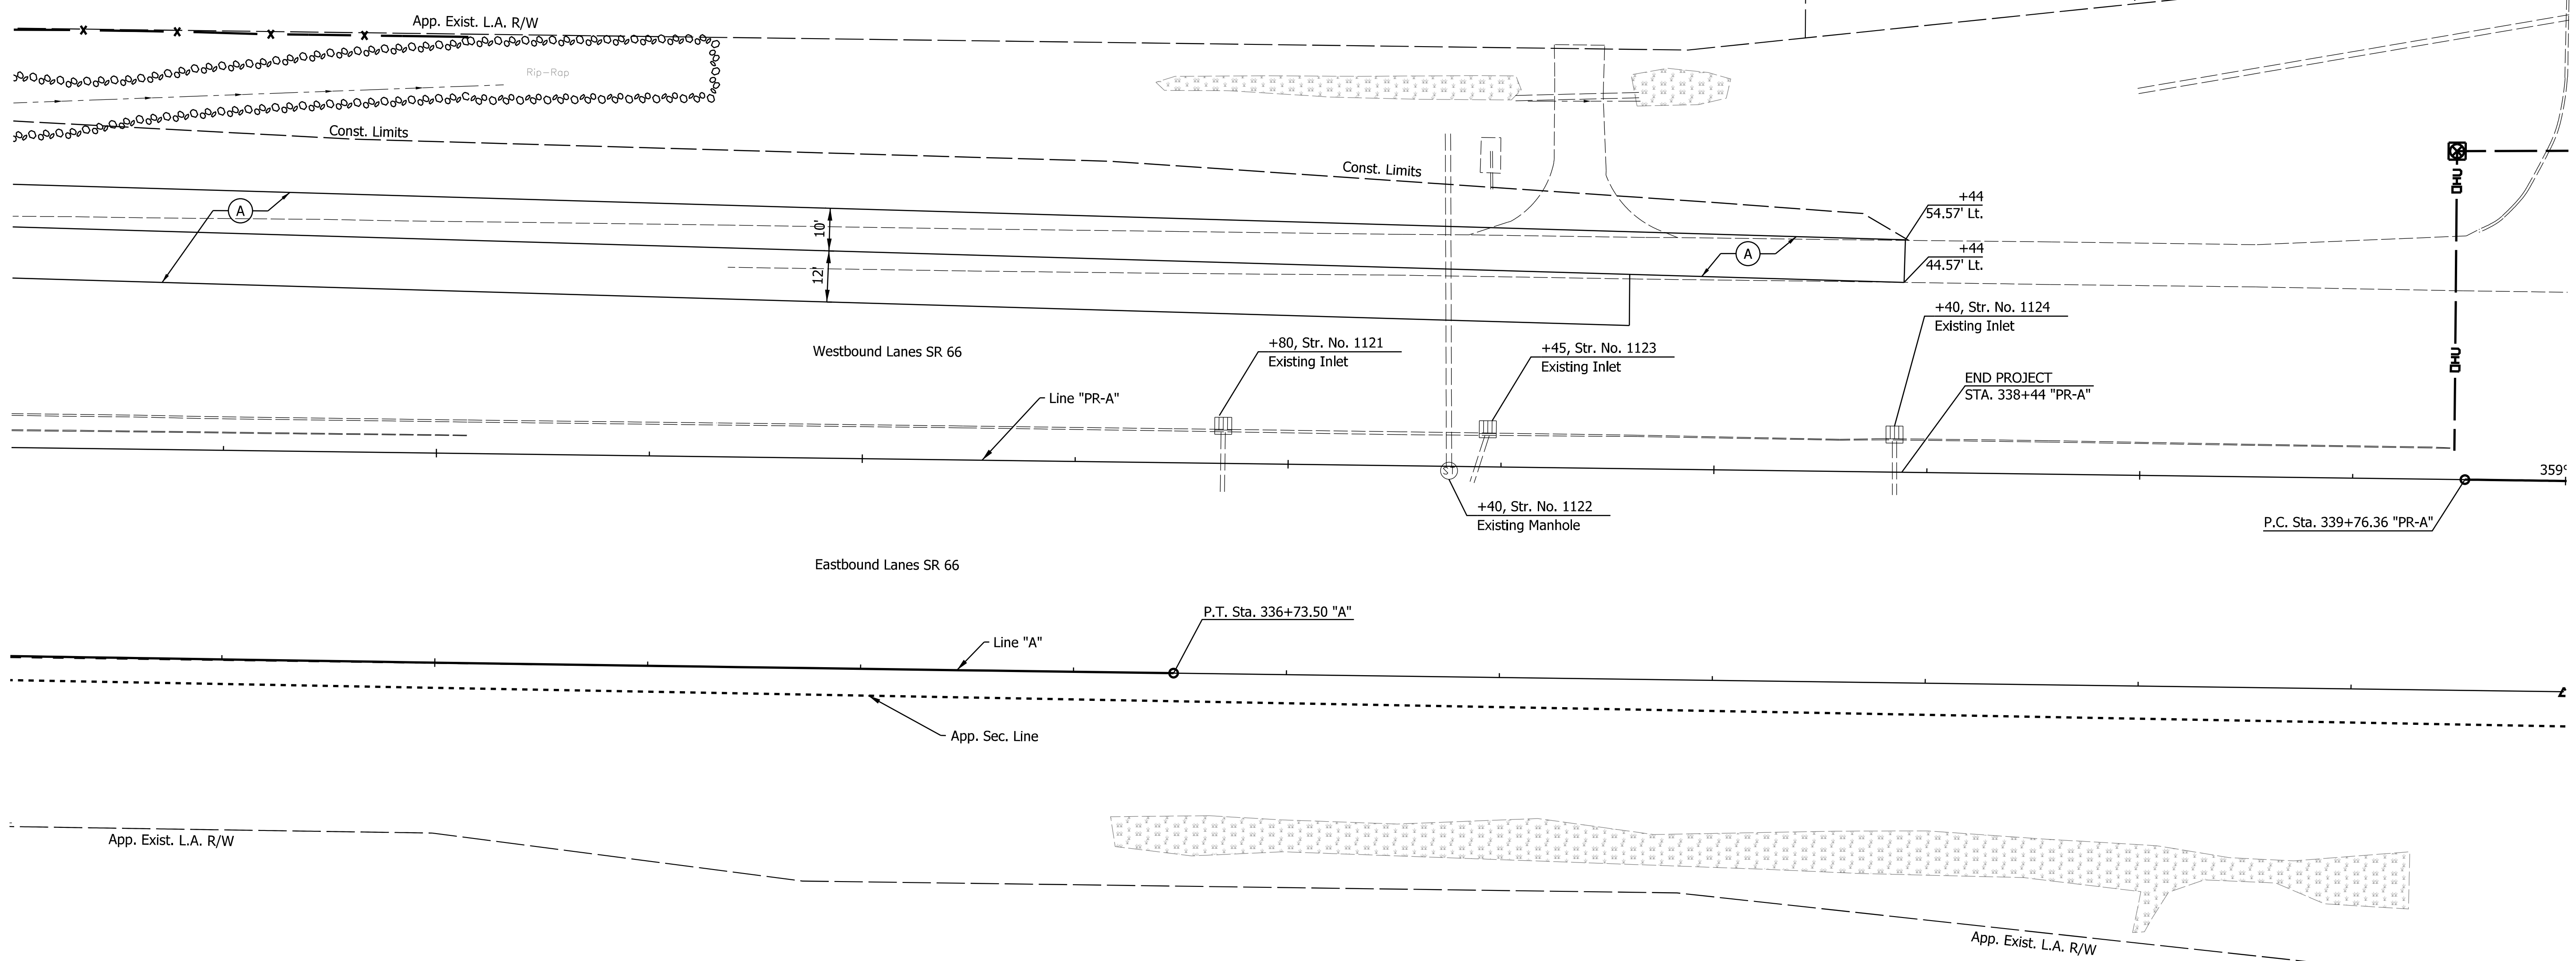 App. Exist. L.A. R/W
Rip-Rap
Const. Limits
Const. Limits
A
10'
12'
+44
54.57' Lt.
A
+44
44.57' Lt.
OHU
OHU
Westbound Lanes SR 66
+80, Str. No. 1121
Existing Inlet
+45, Str. No. 1123
Existing Inlet
+40, Str. No. 1124
Existing Inlet
END PROJECT
STA. 338+44 "PR-A"
Line "PR-A"
ST
359°
+40, Str. No. 1122
Existing Manhole
P.C. Sta. 339+76.36 "PR-A"
Eastbound Lanes SR 66
P.T. Sta. 336+73.50 "A"
Line "A"
App. Sec. Line
App. Exist. L.A. R/W
App. Exist. L.A. R/W